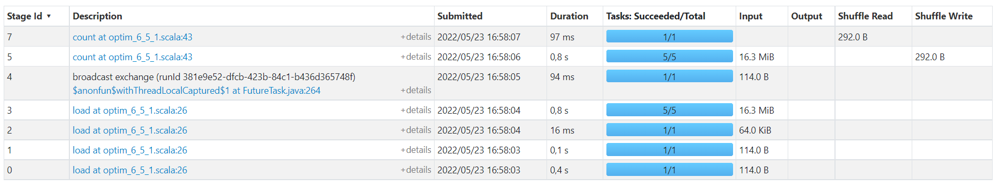 Stage Id ▾ Description Submitted Duration Tasks: Succeeded/Total Input Output Shuffle Read Shuffle Write
7 count at optim_6_5_1.scala:43 +details 2022/05/23 16:58:07 97 ms 1/1 292.0 B
5 count at optim_6_5_1.scala:43 +details 2022/05/23 16:58:06 0,8 s 5/5 16.3 MiB 292.0 B
4 broadcast exchange (runId 381e9e52-dfcb-423b-84c1-b436d365748f) 2022/05/23 16:58:05 94 ms 1/1 114.0 B
$anonfun$withThreadLocalCaptured$1 at FutureTask.java:264 +details
3 load at optim_6_5_1.scala:26 +details 2022/05/23 16:58:04 0,8 s 5/5 16.3 MiB
2 load at optim_6_5_1.scala:26 +details 2022/05/23 16:58:04 16 ms 1/1 64.0 KiB
1 load at optim_6_5_1.scala:26 +details 2022/05/23 16:58:03 0,1 s 1/1 114.0 B
0 load at optim_6_5_1.scala:26 +details 2022/05/23 16:58:03 0,4 s 1/1 114.0 B